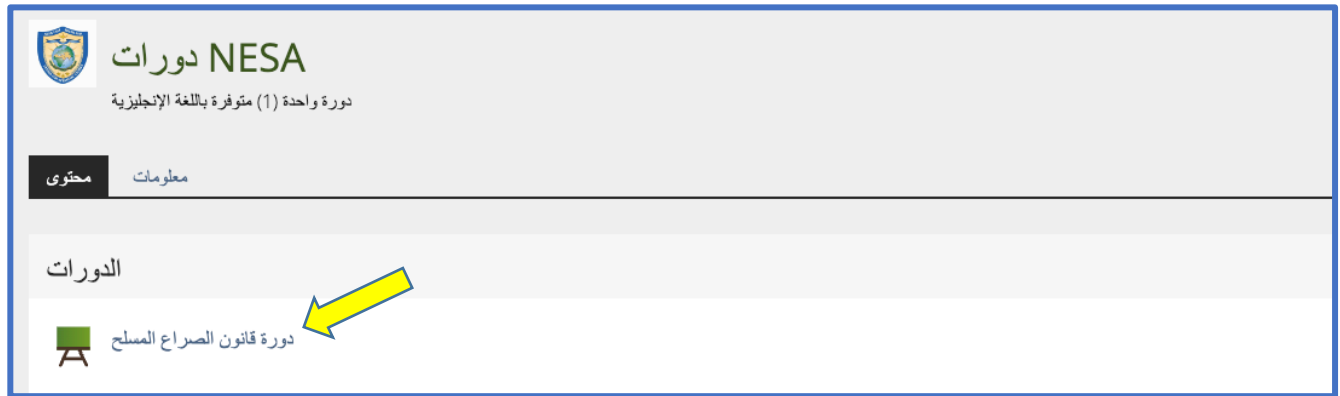 دورات NESA
دورة واحدة (1) متوفرة باللغة الإنجليزية
محتوى
معلومات
الدورات
دورة قانون الصراع المسلح